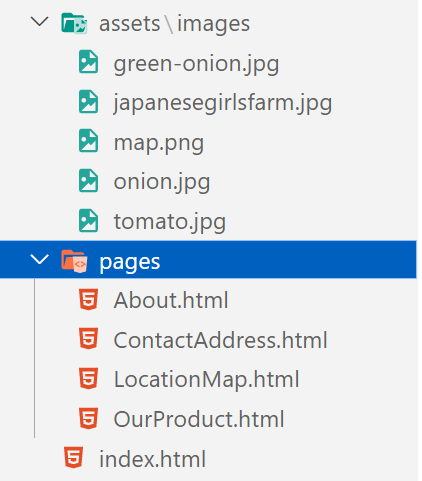 assets\images
green-onion.jpg
japanesegirlsfarm.jpg
map.png
onion.jpg
tomato.jpg
pages
About.html
ContactAddress.html
LocationMap.html
OurProduct.html
index.html